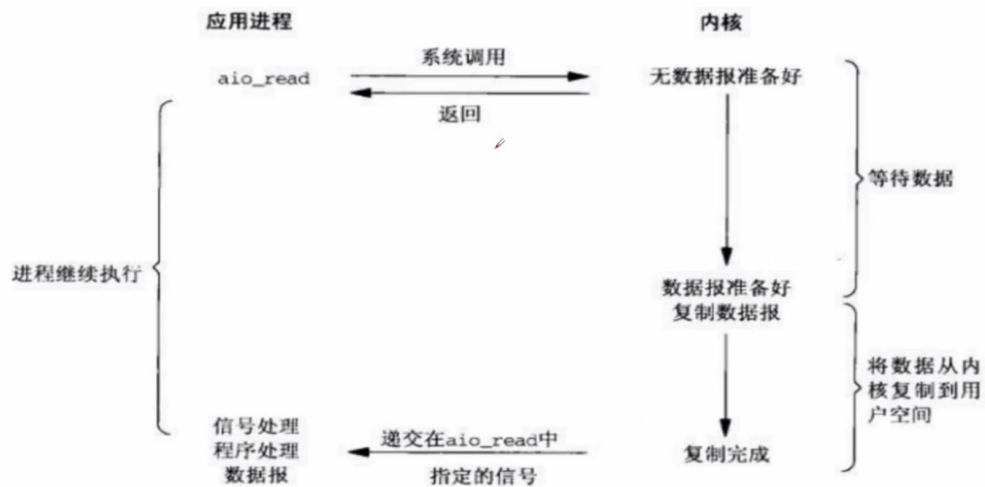 应用进程
内核
系统调用
aio_read
无数据报准备好
返回
等待数据
进程继续执行
数据报准备好
复制数据报
将数据从内
核复制到用
户空间
信号处理
程序处理
数据报
递交在aio_read中
指定的信号
复制完成